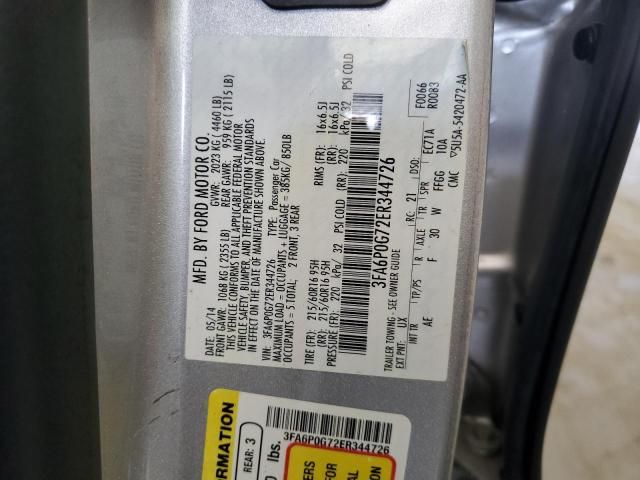 MFD. BY FORD MOTOR CO.
DATE: 05/14 GVWR: 2023 KG ( 4460 LB)
FRONT GAWR: 1068 KG ( 2355 LB) REAR GAWR: 959 KG ( 2115 LB)
THIS VEHICLE CONFORMS TO ALL APPLICABLE FEDERAL MOTOR
VEHICLE SAFETY, BUMPER, AND THEFT PREVENTION STANDARDS
IN EFFECT ON THE DATE OF MANUFACTURE SHOWN ABOVE.
VIN: 3FA6P0G72ER344726 TYPE: Passenger Car
MAXIMUM LOAD = OCCUPANTS + LUGGAGE = 385KG/ 850LB
OCCUPANTS = 5 TOTAL, 2 FRONT, 3 REAR
TIRE (FR): 215/60R16 95H RIMS (FR): 16x6.5J
(RR): 215/60R16 95H (RR): 16x6.5J
PRESSURE (FR): 220 kPa/ 32 PSI COLD (RR): 220 kPa/ 32 PSI COLD
3FA6P0G72ER344726
TRAILER TOWING - SEE OWNER GUIDE F0066
EXT PNT: UX RC: 21 DSO: R0083
INT TR TP/PS R AXLE TR SPR EC71A
AE F 30 W FFGG 10A
CMC ▽5U5A-5420472-AA
FORMATION
REAR: 3
lbs.
3FA6P0G72ER344726